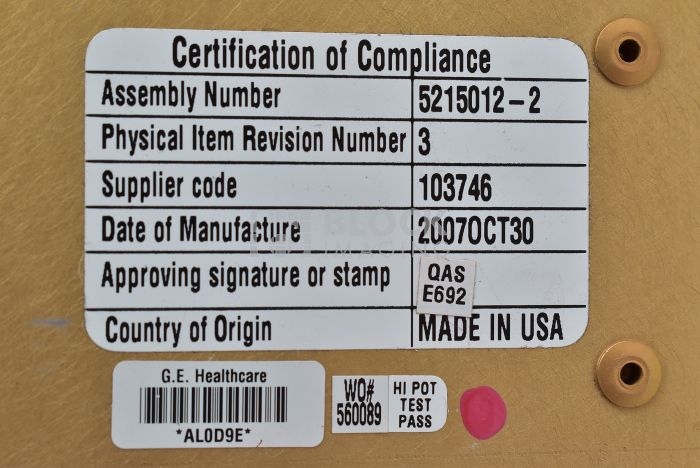 Certification of Compliance
Assembly Number 5215012-2
Physical Item Revision Number 3
Supplier code 103746
Date of Manufacture 2007OCT30
Approving signature or stamp QAS E692
Country of Origin MADE IN USA
G.E. Healthcare
*AL0D9E*
WO#
560089
HI POT
TEST
PASS
BLOCK
IMAGING